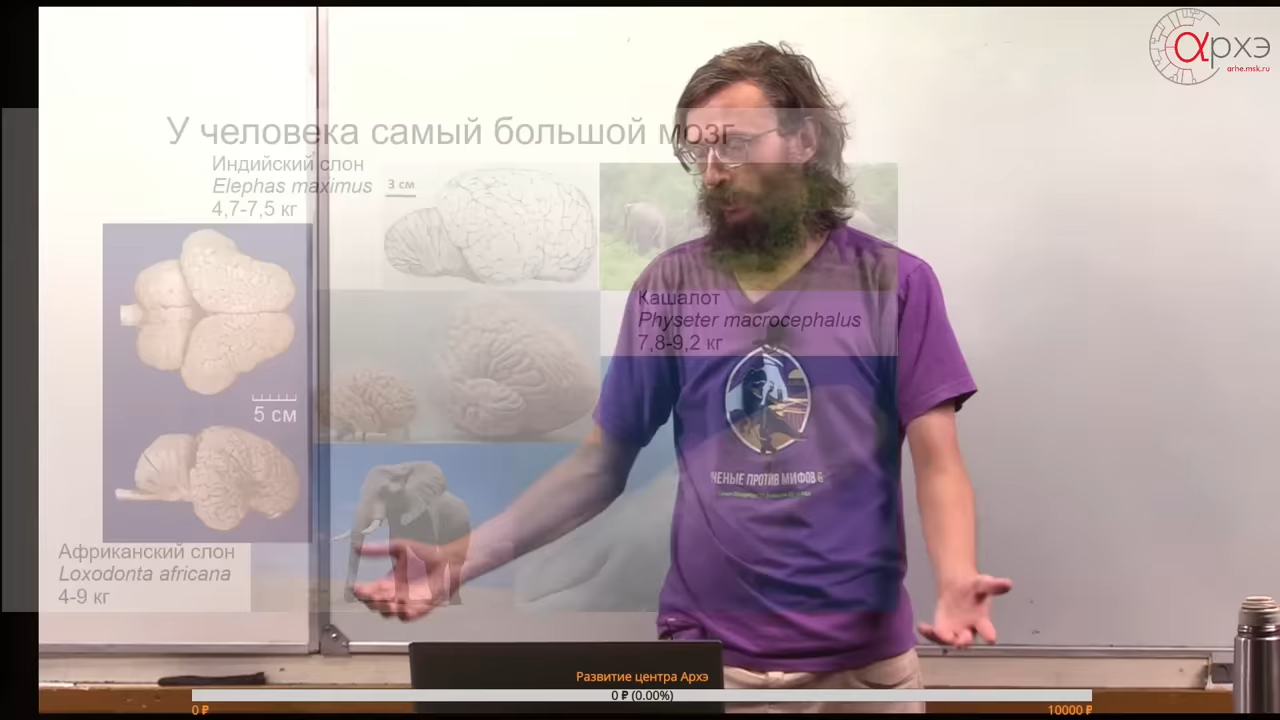 αрхэ
arhe.msk.ru
У человека самый большой мозг
Индийский слон
Elephas maximus
4,7-7,5 кг
3 см
Кашалот
Physeter macrocephalus
7,8-9,2 кг
5 см
Африканский слон
Loxodonta africana
4-9 кг
ЧЕНЫЕ ПРОТИВ МИФОВ 6
Развитие центра Архэ
0 ₽ (0.00%)
0 ₽
10000 ₽